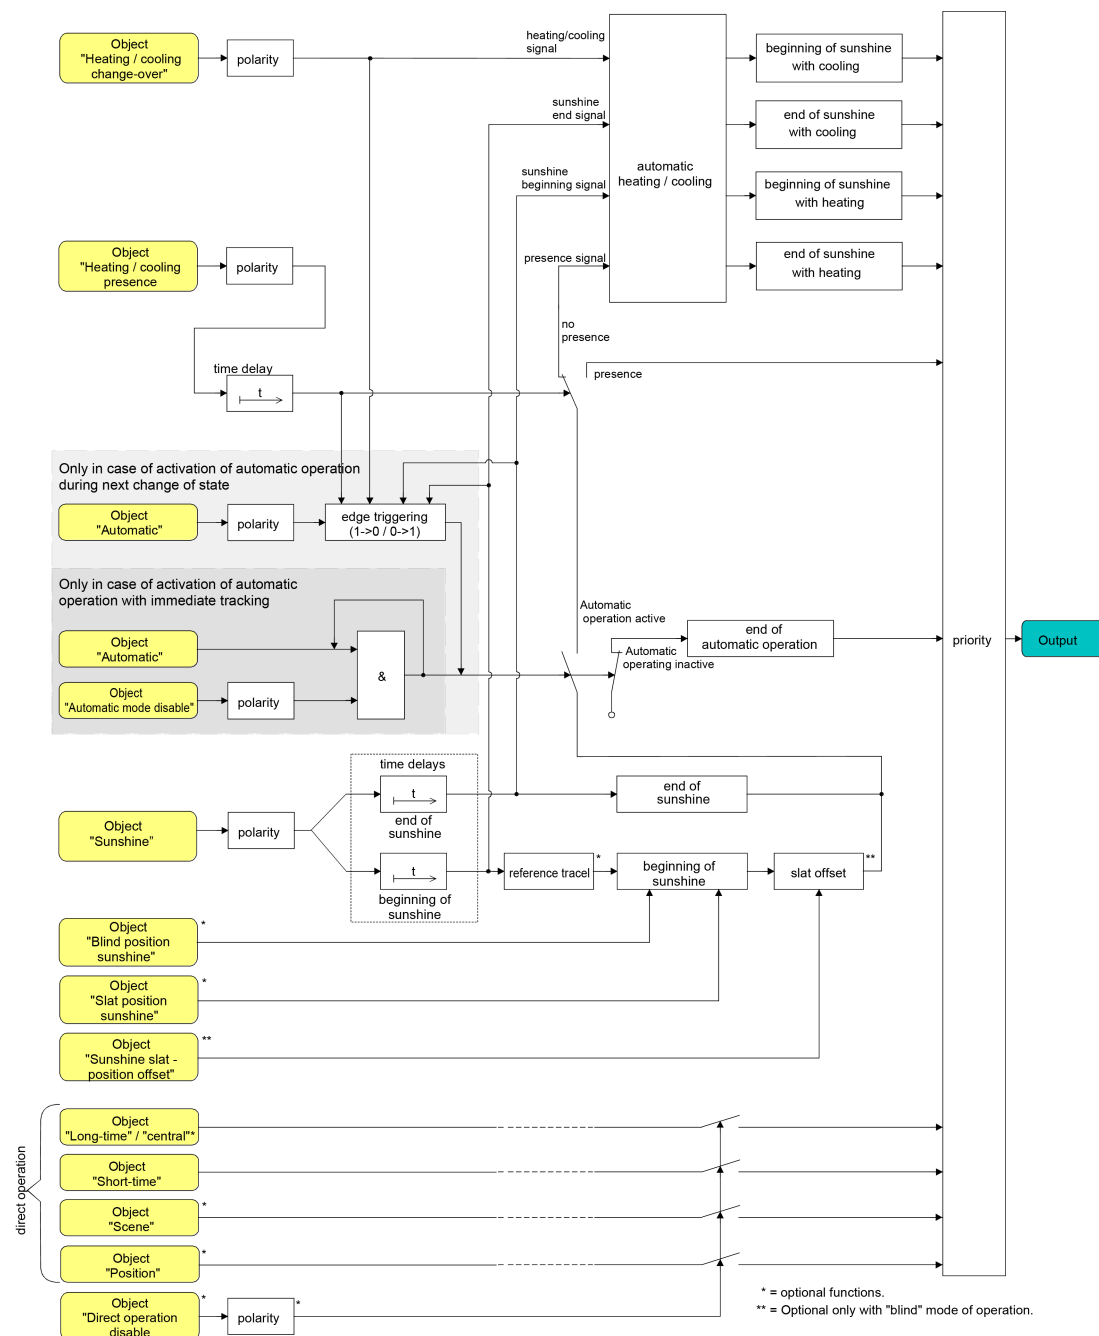 Object
"Heating / cooling
change-over"
polarity
heating/cooling
signal
beginning of sunshine
with cooling
sunshine
end signal
end of sunshine
with cooling
automatic
heating / cooling
sunshine
beginning signal
beginning of sunshine
with heating
Object
"Heating / cooling
presence
polarity
presence signal
end of sunshine
with heating
no
presence
presence
time delay
t
Only in case of activation of automatic operation
during next change of state
Object
"Automatic"
polarity
edge triggering
(1->0 / 0->1)
Only in case of activation of automatic
operation with immediate tracking
Object
"Automatic"
&
Object
"Automatic mode disable"
polarity
Automatic
operation active
Automatic
operating inactive
end of
automatic operation
priority
Output
time delays
t
end of
sunshine
end of
sunshine
Object
"Sunshine"
polarity
t
beginning of
sunshine
reference tracel
*
beginning of
sunshine
slat offset
**
Object
"Blind position
sunshine"
*
Object
"Slat position
sunshine"
*
Object
"Sunshine slat -
position offset"
**
direct operation
Object
"Long-time" / "central"*
Object
"Short-time"
Object
"Scene"
*
Object
"Position"
*
Object
"Direct operation
disable
*
polarity
*
* = optional functions.
** = Optional only with "blind" mode of operation.